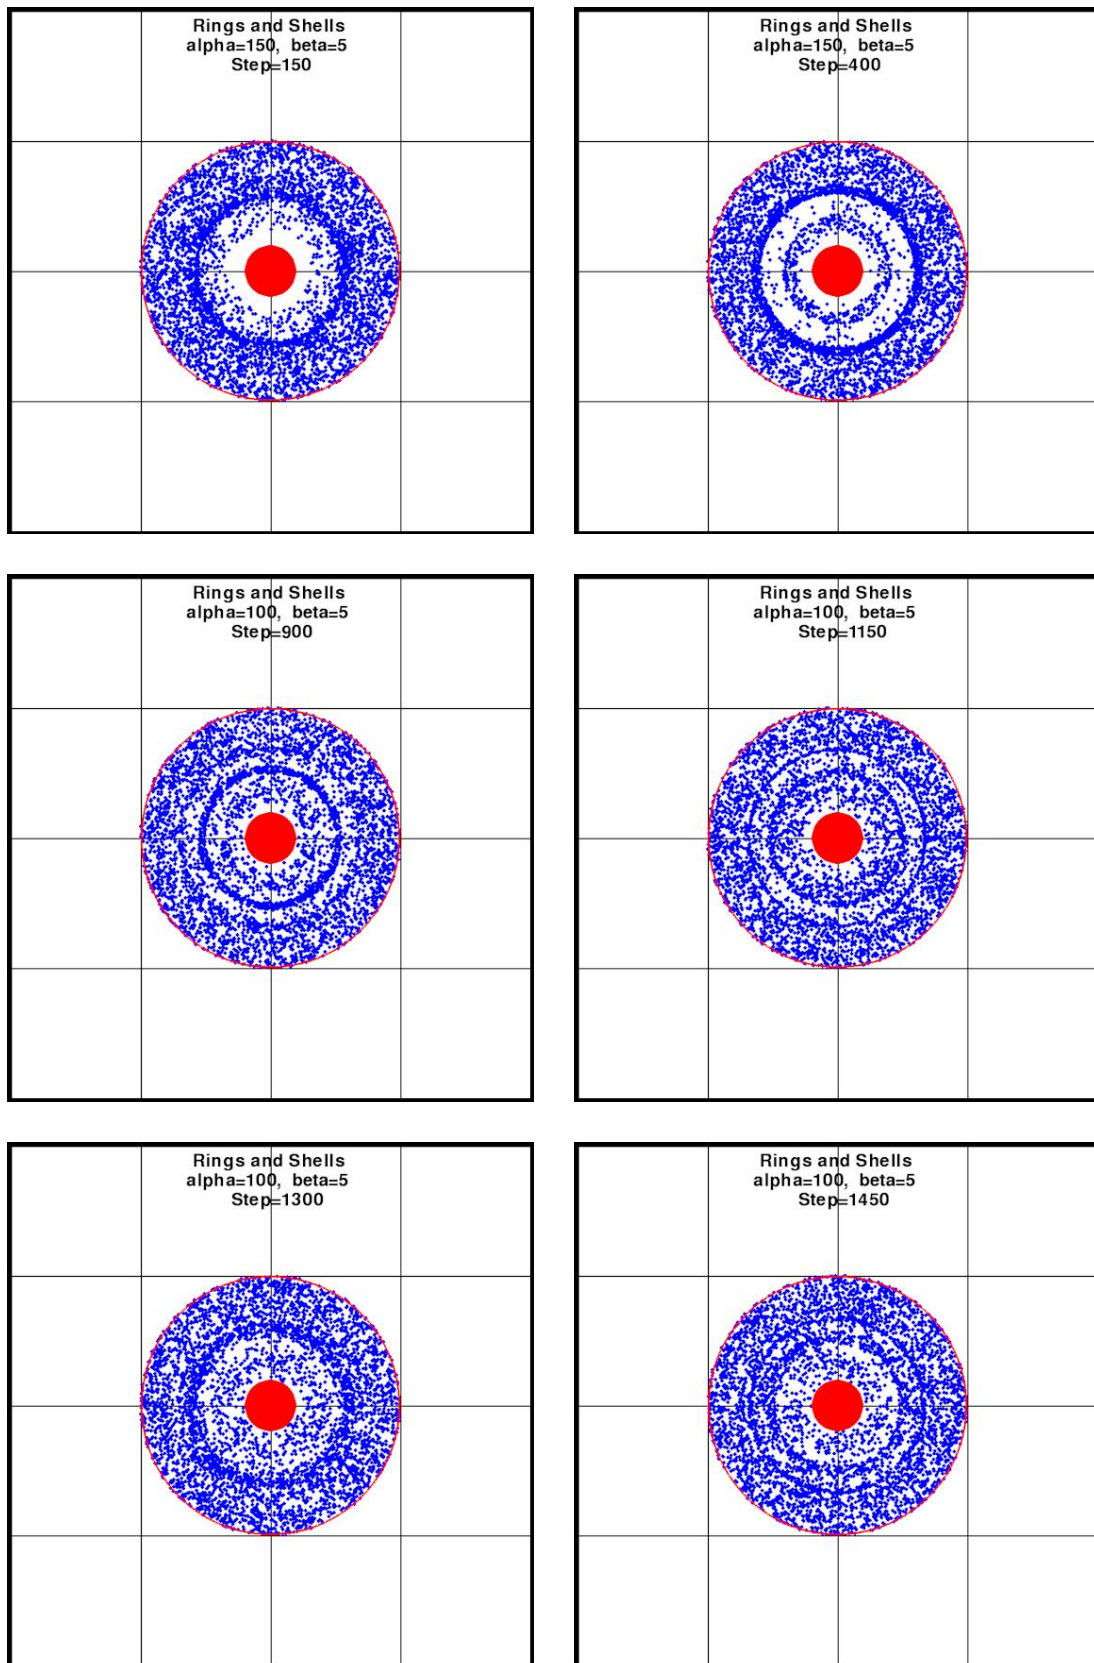 Rings and Shells
alpha=150, beta=5
Step=150
Rings and Shells
alpha=150, beta=5
Step=400
Rings and Shells
alpha=100, beta=5
Step=900
Rings and Shells
alpha=100, beta=5
Step=1150
Rings and Shells
alpha=100, beta=5
Step=1300
Rings and Shells
alpha=100, beta=5
Step=1450